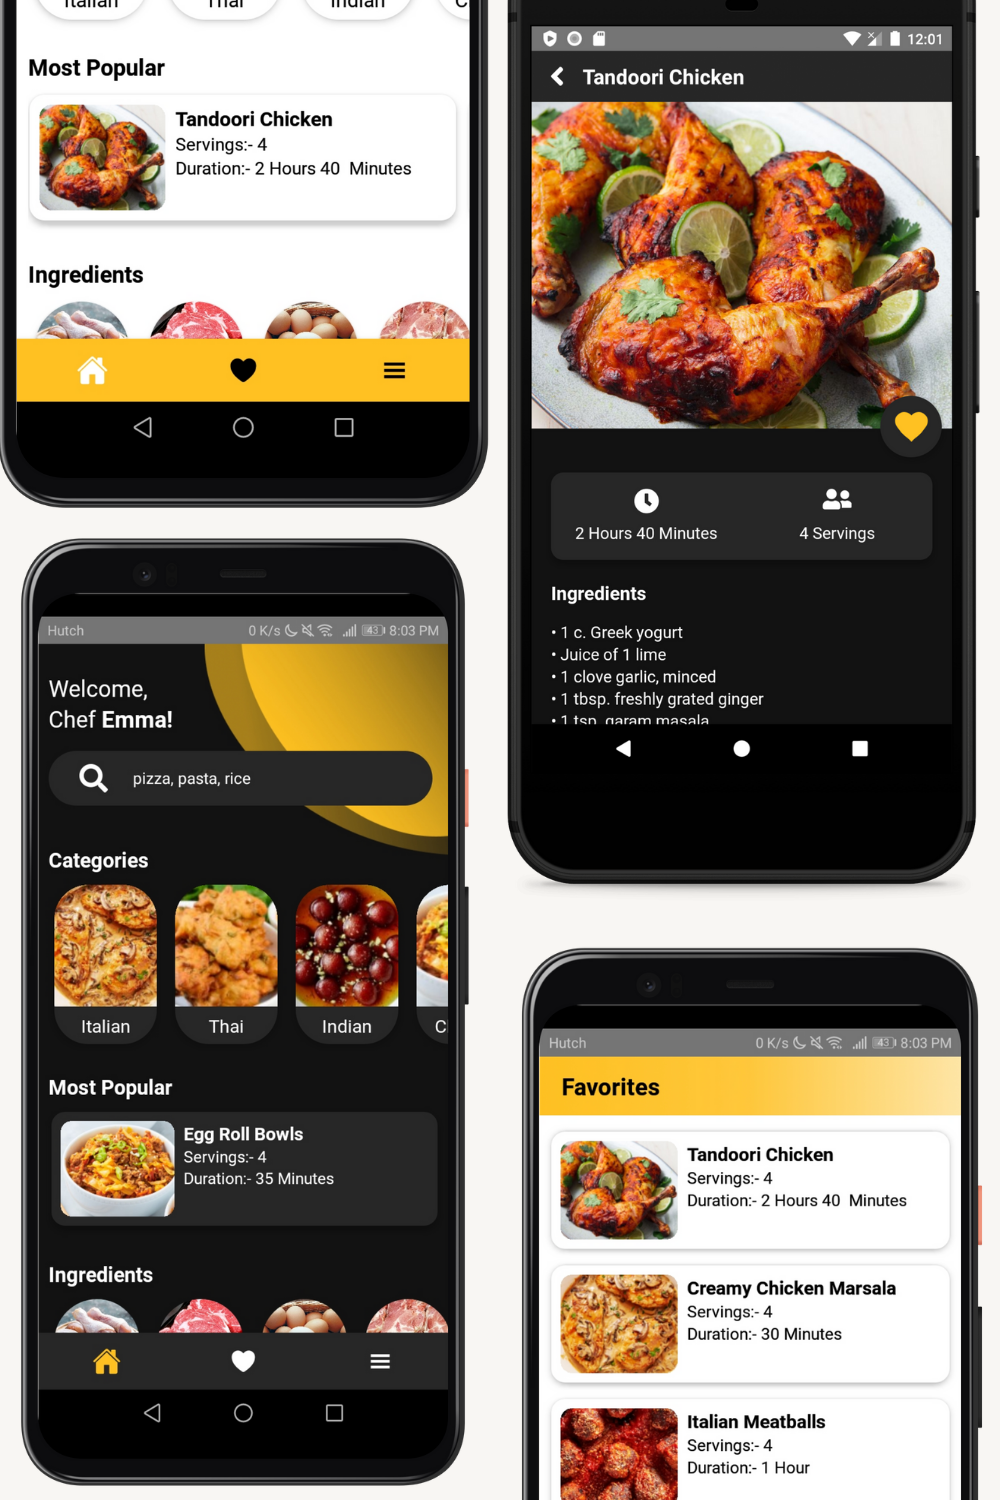 Italian
Thai
Indian
C
Most Popular
Tandoori Chicken
Servings:- 4
Duration:- 2 Hours 40  Minutes
Ingredients
12:01
Tandoori Chicken
2 Hours 40 Minutes
4 Servings
Ingredients
• 1 c. Greek yogurt
• Juice of 1 lime
• 1 clove garlic, minced
• 1 tbsp. freshly grated ginger
• 1 tsp. garam masala
Hutch
0 K/s 43 8:03 PM
Welcome,
Chef Emma!
pizza, pasta, rice
Categories
Italian
Thai
Indian
C
Most Popular
Egg Roll Bowls
Servings:- 4
Duration:- 35 Minutes
Ingredients
Hutch
0 K/s 43 8:03 PM
Favorites
Tandoori Chicken
Servings:- 4
Duration:- 2 Hours 40  Minutes
Creamy Chicken Marsala
Servings:- 4
Duration:- 30 Minutes
Italian Meatballs
Servings:- 4
Duration:- 1 Hour